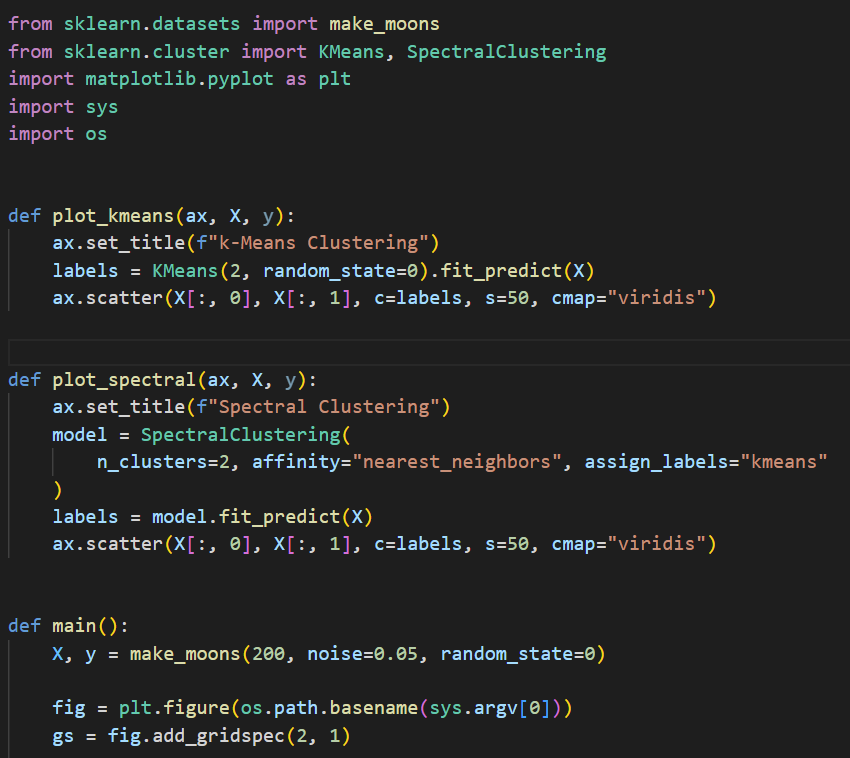 from sklearn.datasets import make_moons
from sklearn.cluster import KMeans, SpectralClustering
import matplotlib.pyplot as plt
import sys
import os
def plot_kmeans(ax, X, y):
    ax.set_title(f"k-Means Clustering")
    labels = KMeans(2, random_state=0).fit_predict(X)
    ax.scatter(X[:, 0], X[:, 1], c=labels, s=50, cmap="viridis")
def plot_spectral(ax, X, y):
    ax.set_title(f"Spectral Clustering")
    model = SpectralClustering(
        n_clusters=2, affinity="nearest_neighbors", assign_labels="kmeans"
    )
    labels = model.fit_predict(X)
    ax.scatter(X[:, 0], X[:, 1], c=labels, s=50, cmap="viridis")
def main():
    X, y = make_moons(200, noise=0.05, random_state=0)
    fig = plt.figure(os.path.basename(sys.argv[0]))
    gs = fig.add_gridspec(2, 1)